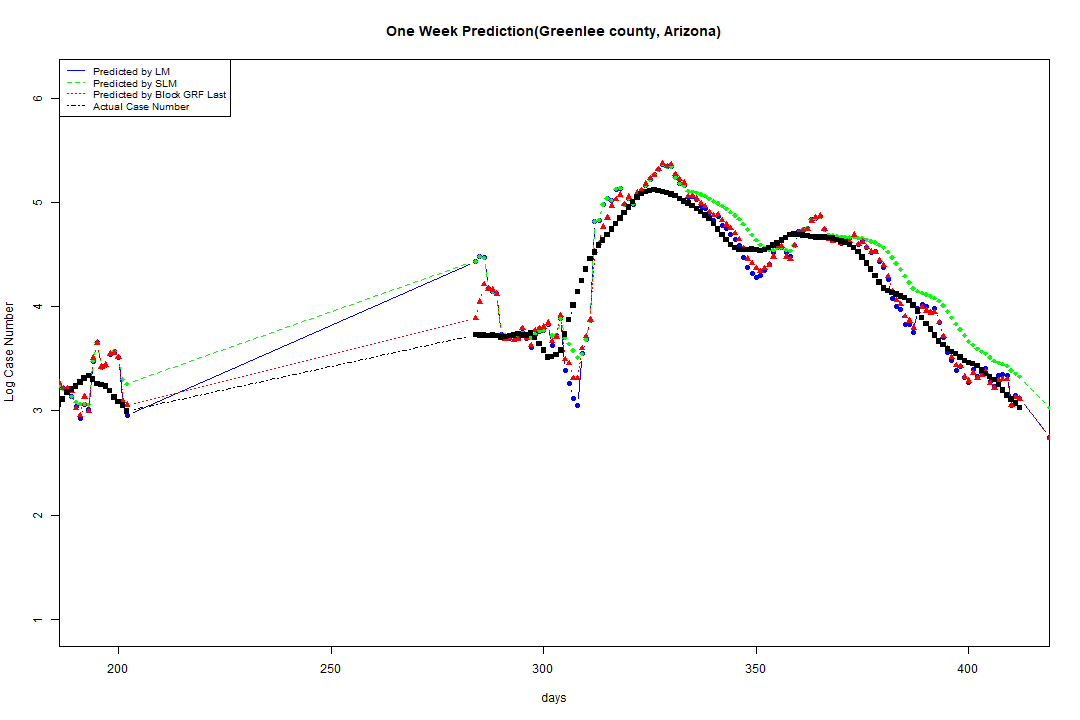 One Week Prediction(Greenlee county, Arizona)
Predicted by LM
Predicted by SLM
Predicted by Block GRF Last
Actual Case Number
6
5
4
3
2
1
Log Case Number
200 250 300 350 400
days